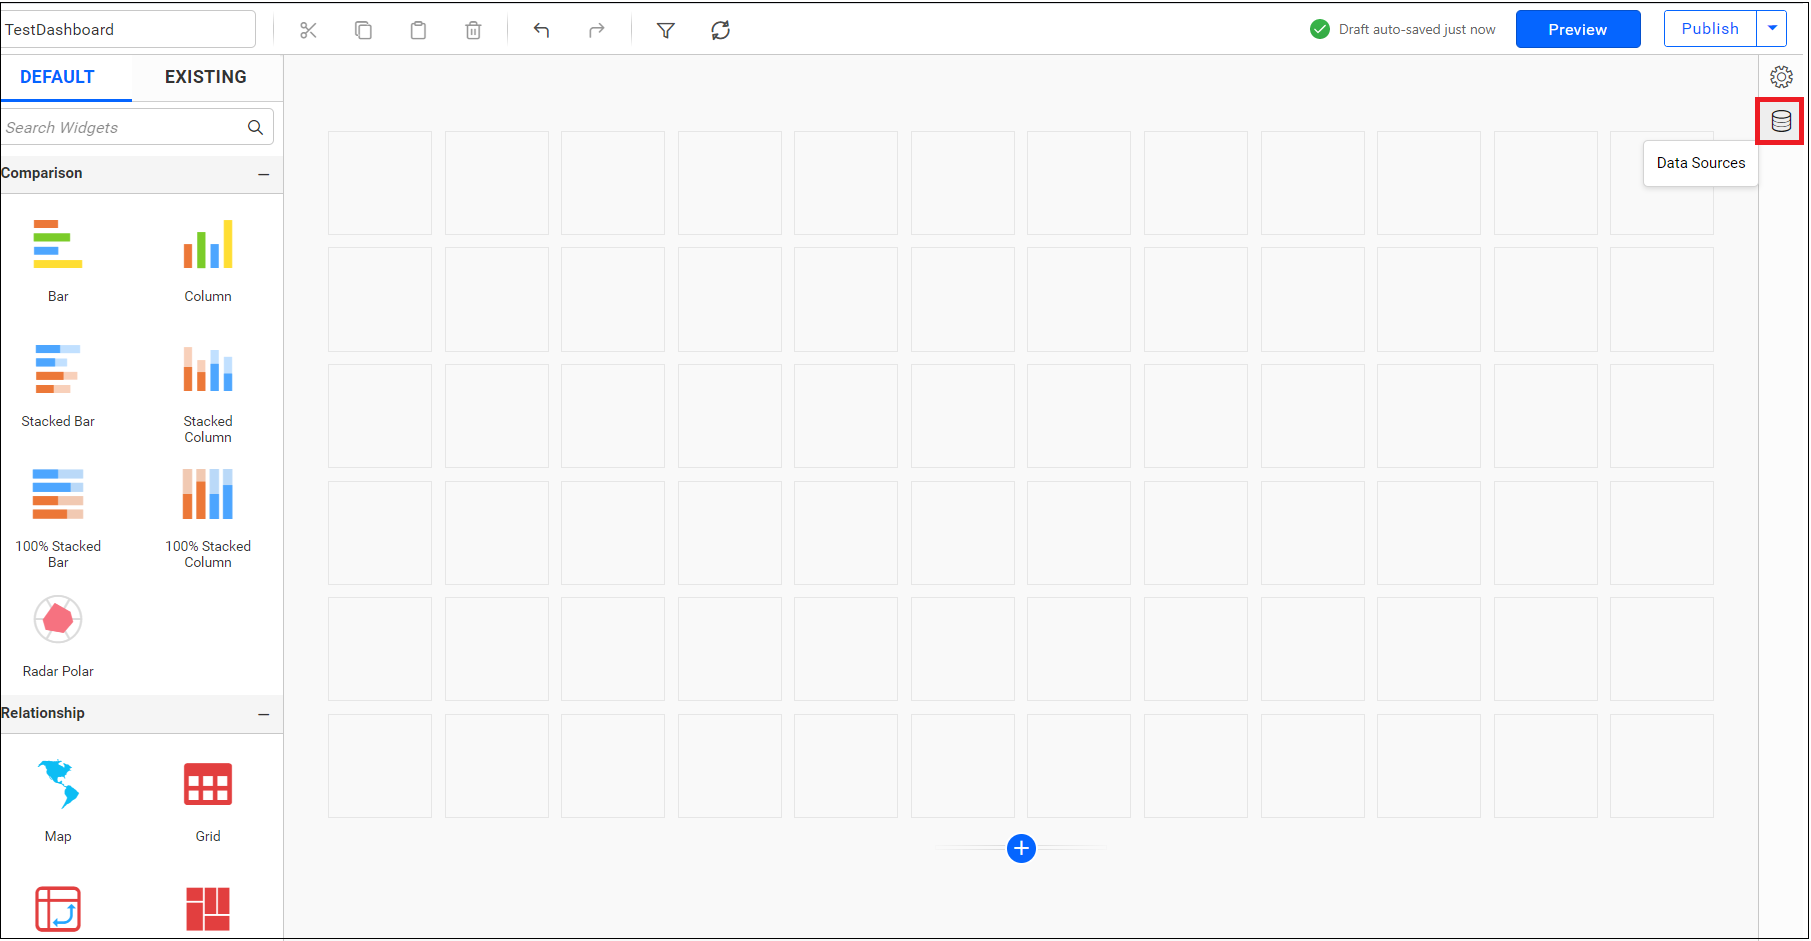 TestDashboard
Draft auto-saved just now
Preview
Publish
DEFAULT
EXISTING
Search Widgets
Data Sources
Comparison
Bar
Column
Stacked Bar
Stacked
Column
100% Stacked
Bar
100% Stacked
Column
Radar Polar
Relationship
Map
Grid